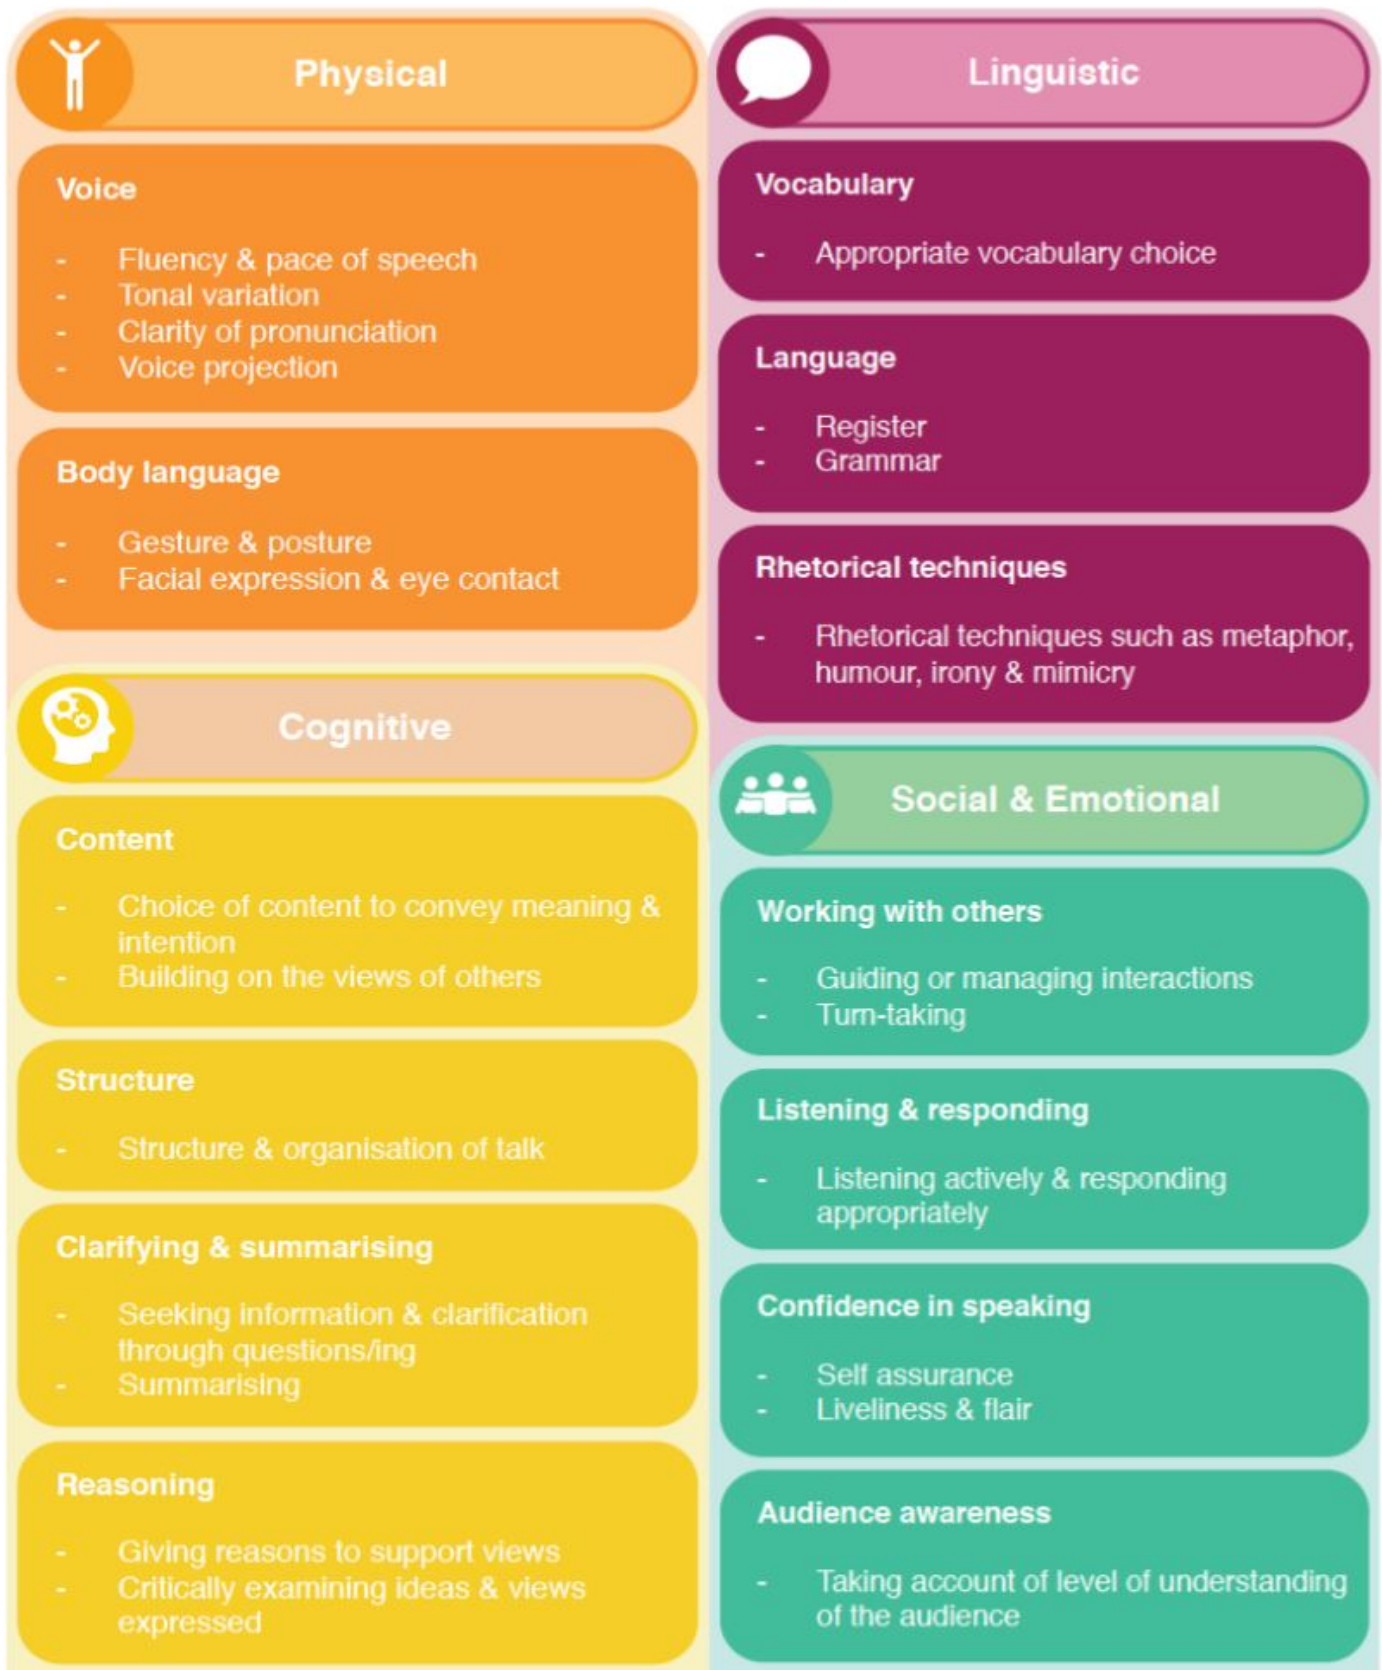 Physical
Voice
- Fluency & pace of speech
- Tonal variation
- Clarity of pronunciation
- Voice projection
Body language
- Gesture & posture
- Facial expression & eye contact
Cognitive
Content
- Choice of content to convey meaning &
intention
- Building on the views of others
Structure
- Structure & organisation of talk
Clarifying & summarising
- Seeking information & clarification
through questions/ing
- Summarising
Reasoning
- Giving reasons to support views
- Critically examining ideas & views
expressed
Linguistic
Vocabulary
- Appropriate vocabulary choice
Language
- Register
- Grammar
Rhetorical techniques
- Rhetorical techniques such as metaphor,
humour, irony & mimicry
Social & Emotional
Working with others
- Guiding or managing interactions
- Turn-taking
Listening & responding
- Listening actively & responding
appropriately
Confidence in speaking
- Self assurance
- Liveliness & flair
Audience awareness
- Taking account of level of understanding
of the audience